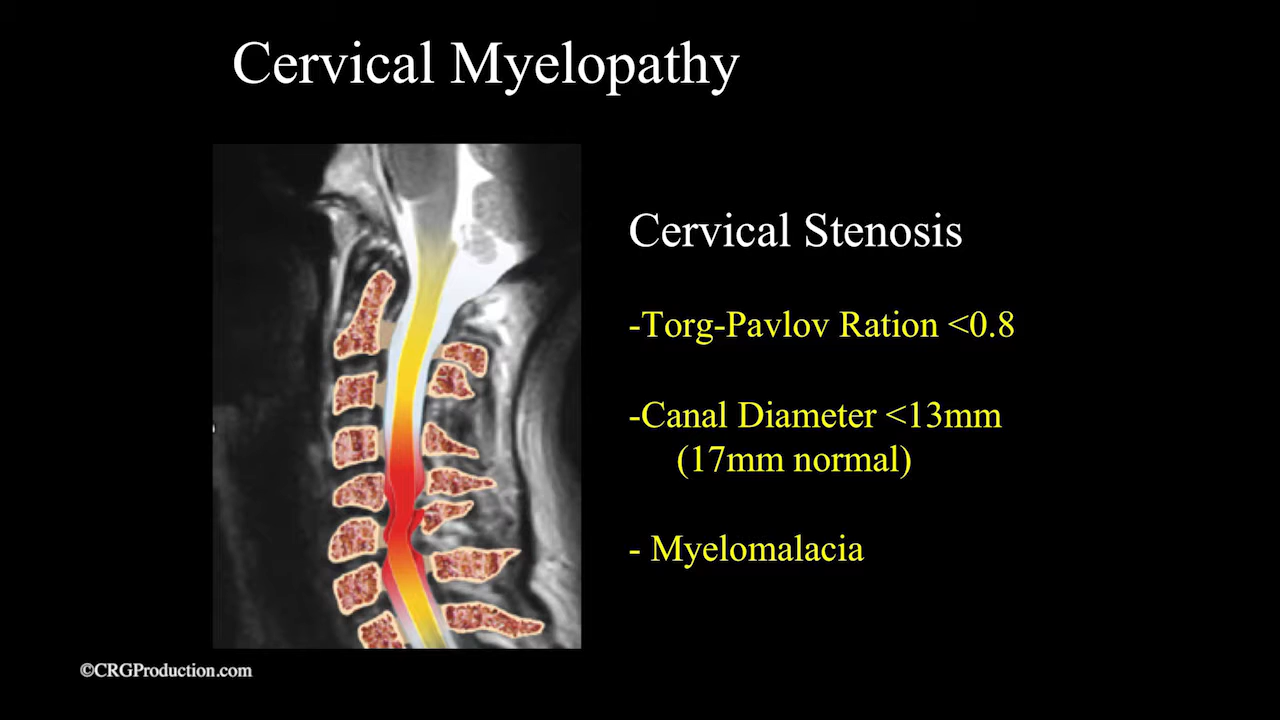 Cervical Myelopathy
Cervical Stenosis
-Torg-Pavlov Ration <0.8
-Canal Diameter <13mm
(17mm normal)
- Myelomalacia
©CRGProduction.com